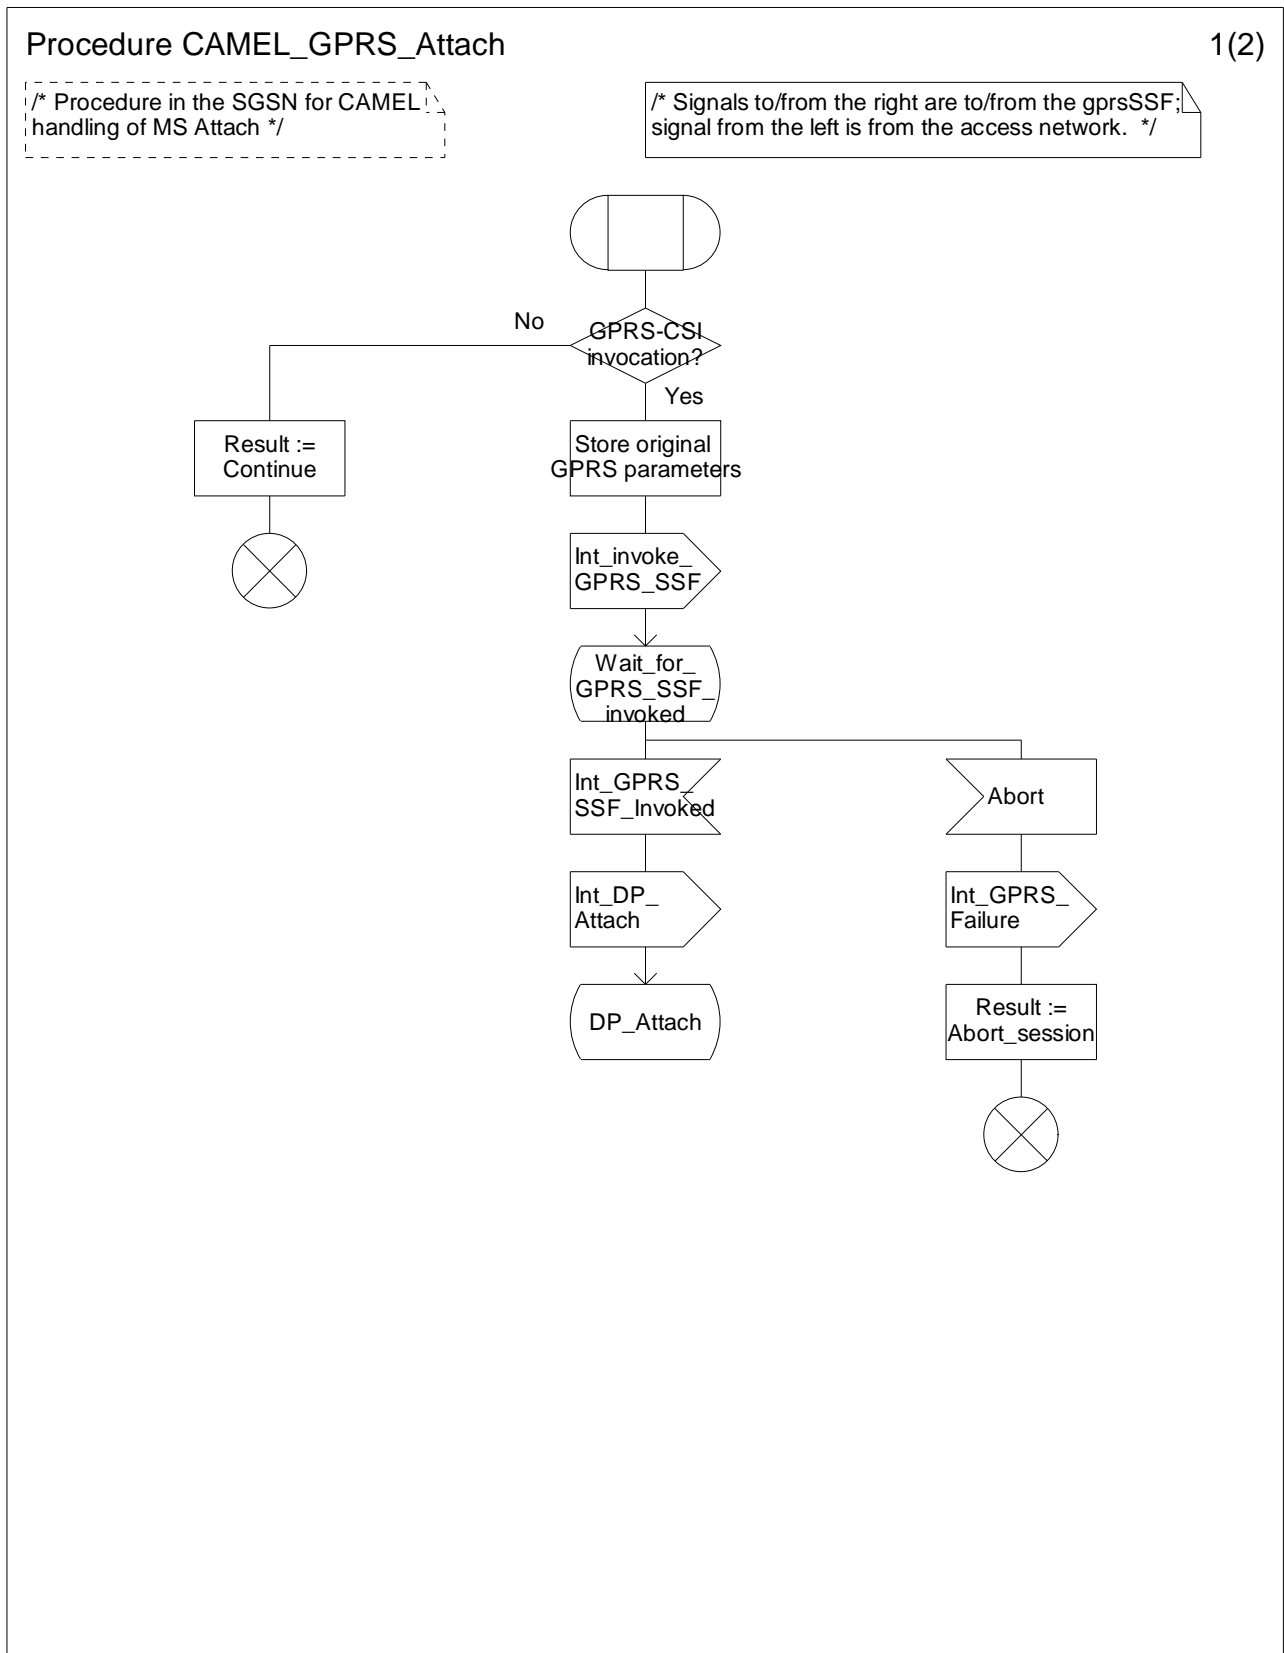 Procedure CAMEL_GPRS_Attach
1(2)
/* Procedure in the SGSN for CAMEL
handling of MS Attach */
/* Signals to/from the right are to/from the gprsSSF;
signal from the left is from the access network.  */
GPRS-CSI
invocation?
No
Yes
Result :=
Continue
Store original
GPRS parameters
Int_invoke_
GPRS_SSF
Wait_for_
GPRS_SSF_
invoked
Int_GPRS_
SSF_Invoked
Abort
Int_DP_
Attach
Int_GPRS_
Failure
DP_Attach
Result :=
Abort_session